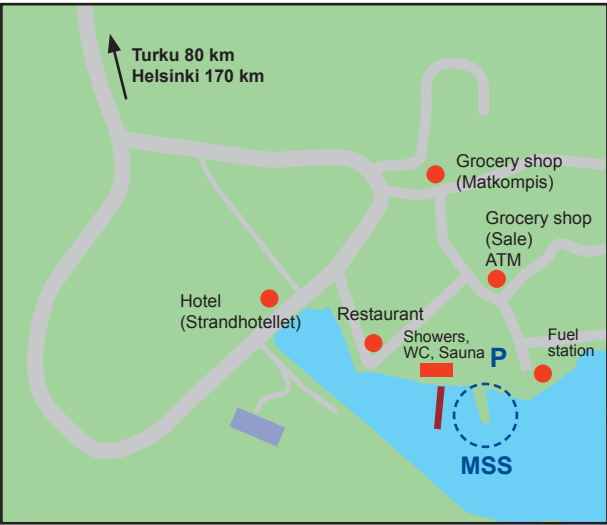 Turku 80 km
Helsinki 170 km
Grocery shop
(Matkompis)
Grocery shop
(Sale)
ATM
Hotel
(Strandhotellet)
Restaurant
Showers,
WC, Sauna
P
Fuel
station
MSS